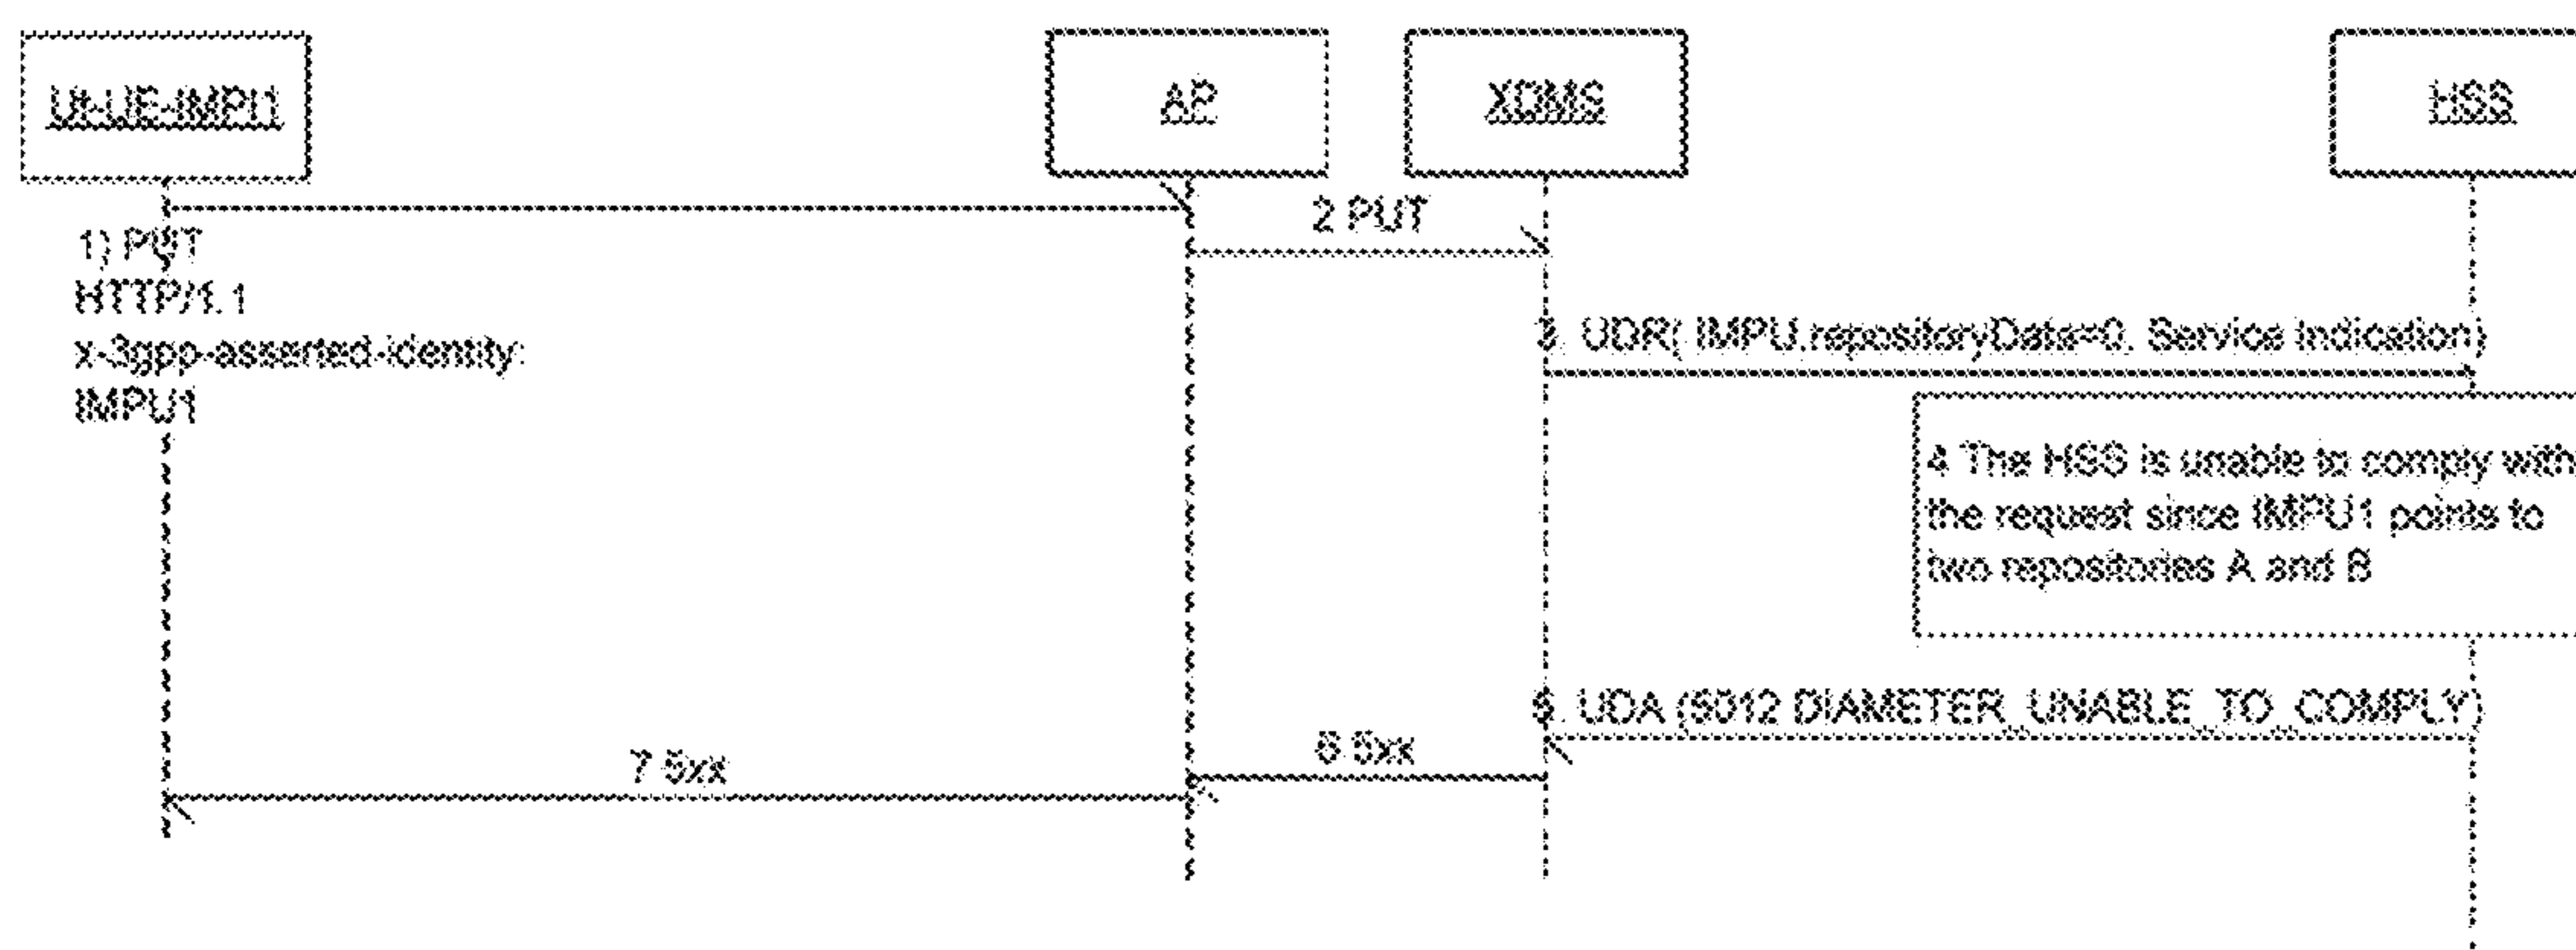 Ut-UE-IMPI1
AP
XDMS
HSS
2 PUT
1) PUT
HTTP/1.1
x-3gpp-asserted-identity:
IMPU1
3. UDR( IMPU.repositoryData=0. Service Indication)
4 The HSS is unable to comply with
the request since IMPU1 points to
two repositories A and B
5. UDA (5012 DIAMETER_UNABLE_TO_COMPLY)
6 5xx
7 5xx